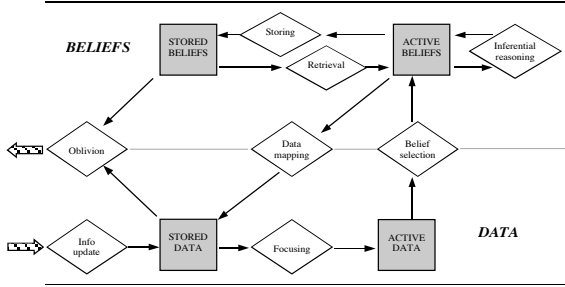 BELIEFS
STORED
BELIEFS
Storing
Retrieval
ACTIVE
BELIEFS
Inferential
reasoning
Oblivion
Data
mapping
Belief
selection
Info
update
STORED
DATA
Focusing
ACTIVE
DATA
DATA